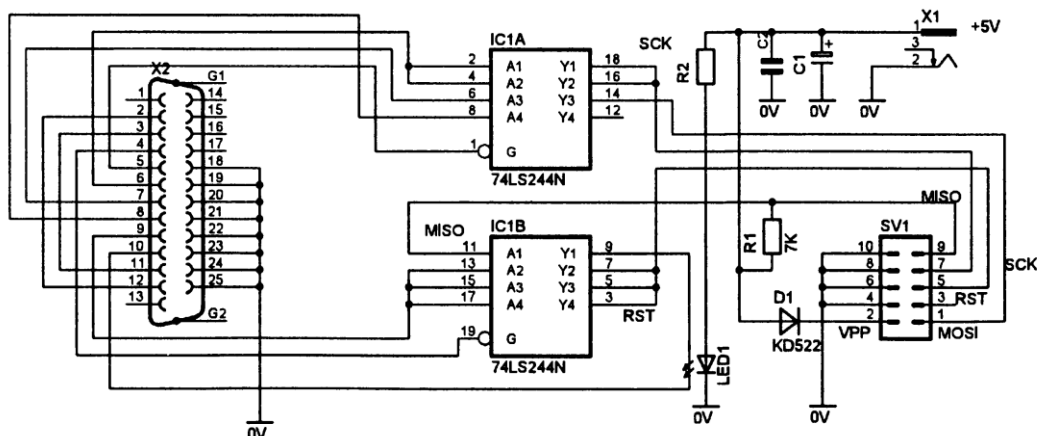 X2
G1
1
2
3
4
5
6
7
8
9
10
11
12
13
14
15
16
17
18
19
20
21
22
23
24
25
G2
0V
IC1A
2
4
6
8
1
A1
A2
A3
A4
G
Y1
Y2
Y3
Y4
18
16
14
12
74LS244N
SCK
IC1B
MISO
11
13
15
17
19
A1
A2
A3
A4
G
Y1
Y2
Y3
Y4
9
7
5
3
RST
74LS244N
R2
LED1
0V
C2
0V
C1
+
0V
X1
1
3
2
+5V
0V
R1
7K
D1
KD522
VPP
SV1
10
8
6
4
2
9
7
5
3
1
MISO
SCK
RST
MOSI
0V